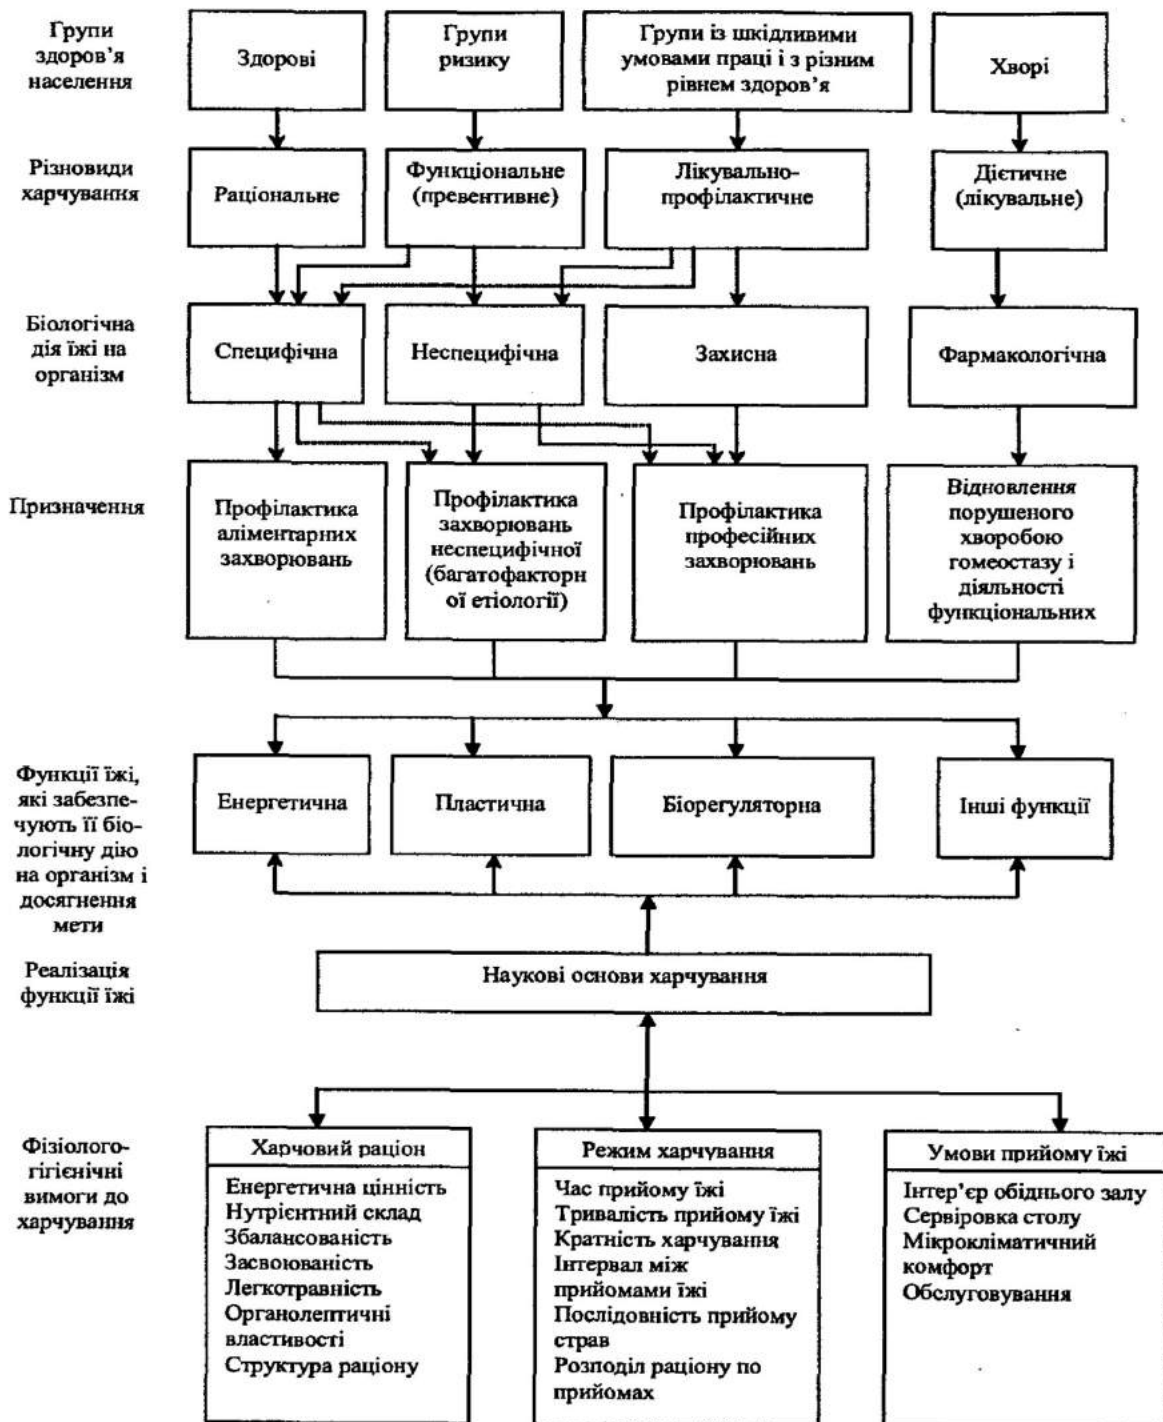 Групи
здоров’я
населення
Здорові
Групи
ризику
Групи із шкідливими
умовами праці і з різним
рівнем здоров’я
Хворі
Різновиди
харчування
Раціональне
Функціональне
(превентивне)
Лікувально-
профілактичне
Дієтичне
(лікувальне)
Біологічна
дія їжі на
організм
Специфічна
Неспецифічна
Захисна
Фармакологічна
Призначення
Профілактика
аліментарних
захворювань
Профілактика
захворювань
неспецифічної
(багатофакторн
ої етіології)
Профілактика
професійних
захворювань
Відновлення
порушеного
хворобою
гомеостазу і
діяльності
функціональних
Функції їжі,
які забезпе-
чують її біо-
логічну дію
на організм і
досягнення
мети
Енергетична
Пластична
Біорегуляторна
Інші функції
Реалізація
функції їжі
Наукові основи харчування
Фізіолого-
гігієнічні
вимоги до
харчування
Харчовий раціон
Енергетична цінність
Нутрієнтний склад
Збалансованість
Засвоюваність
Легкотравність
Органолептичні
властивості
Структура раціону
Режим харчування
Час прийому їжі
Тривалість прийому їжі
Кратність харчування
Інтервал між
прийомами їжі
Послідовність прийому
страв
Розподіл раціону по
прийомах
Умови прийому їжі
Інтер’єр обіднього залу
Сервіровка столу
Мікрокліматичний
комфорт
Обслуговування